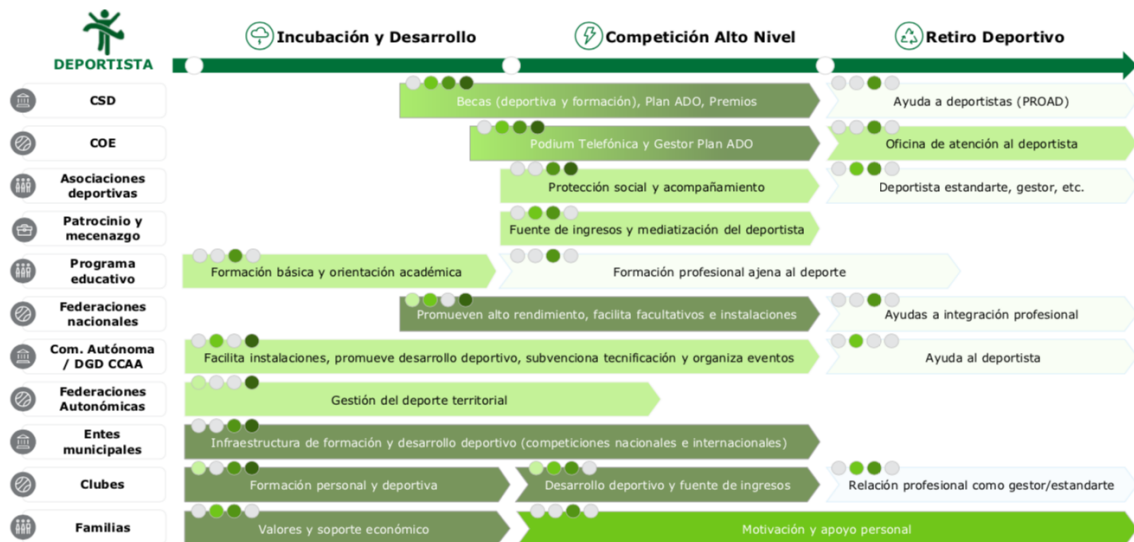 Incubación y Desarrollo
Competición Alto Nivel
Retiro Deportivo
DEPORTISTA
CSD
Becas (deportiva y formación), Plan ADO, Premios
Ayuda a deportistas (PROAD)
COE
Podium Telefónica y Gestor Plan ADO
Oficina de atención al deportista
Asociaciones
deportivas
Protección social y acompañamiento
Deportista estandarte, gestor, etc.
Patrocinio y
mecenazgo
Fuente de ingresos y mediatización del deportista
Programa
educativo
Formación básica y orientación académica
Formación profesional ajena al deporte
Federaciones
nacionales
Promueven alto rendimiento, facilita facultativos e instalaciones
Ayudas a integración profesional
Com. Autónoma
/ DGD CCAA
Facilita instalaciones, promueve desarrollo deportivo, subvenciona tecnificación y organiza eventos
Ayuda al deportista
Federaciones
Autonómicas
Gestión del deporte territorial
Entes
municipales
Infraestructura de formación y desarrollo deportivo (competiciones nacionales e internacionales)
Clubes
Formación personal y deportiva
Desarrollo deportivo y fuente de ingresos
Relación profesional como gestor/estandarte
Familias
Valores y soporte económico
Motivación y apoyo personal